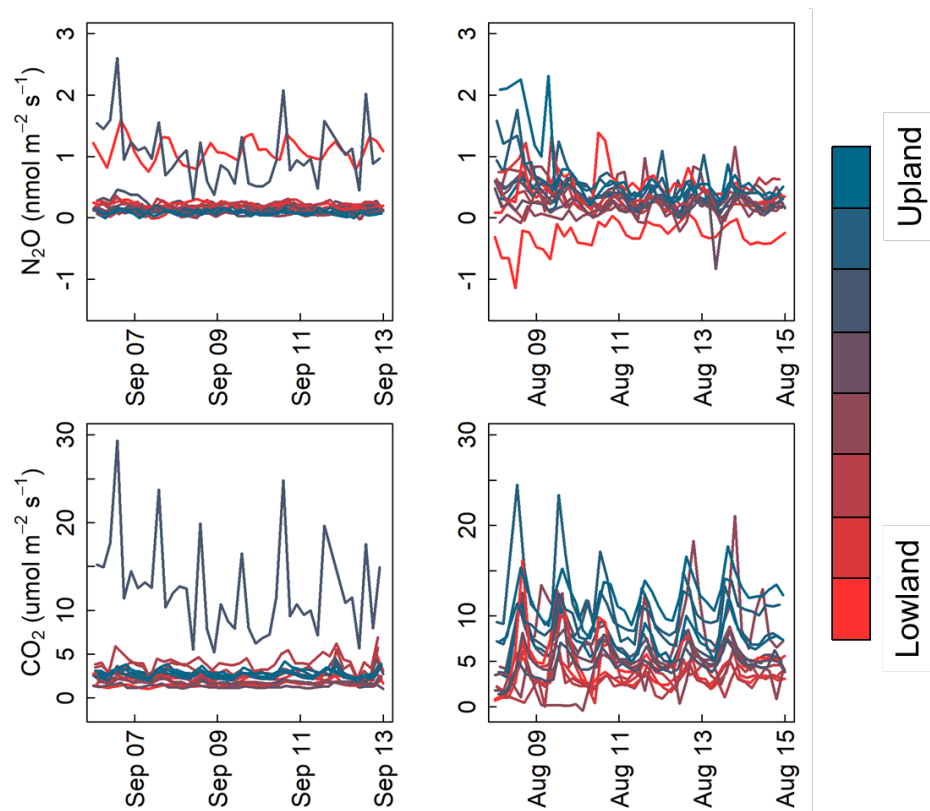 N₂O (nmol m⁻² s⁻¹)
3
2
1
0
-1
Sep 07
Sep 09
Sep 11
Sep 13
3
2
1
0
-1
Aug 09
Aug 11
Aug 13
Aug 15
CO₂ (umol m⁻² s⁻¹)
30
20
10
5
0
Sep 07
Sep 09
Sep 11
Sep 13
30
20
10
5
0
Aug 09
Aug 11
Aug 13
Aug 15
Upland
Lowland